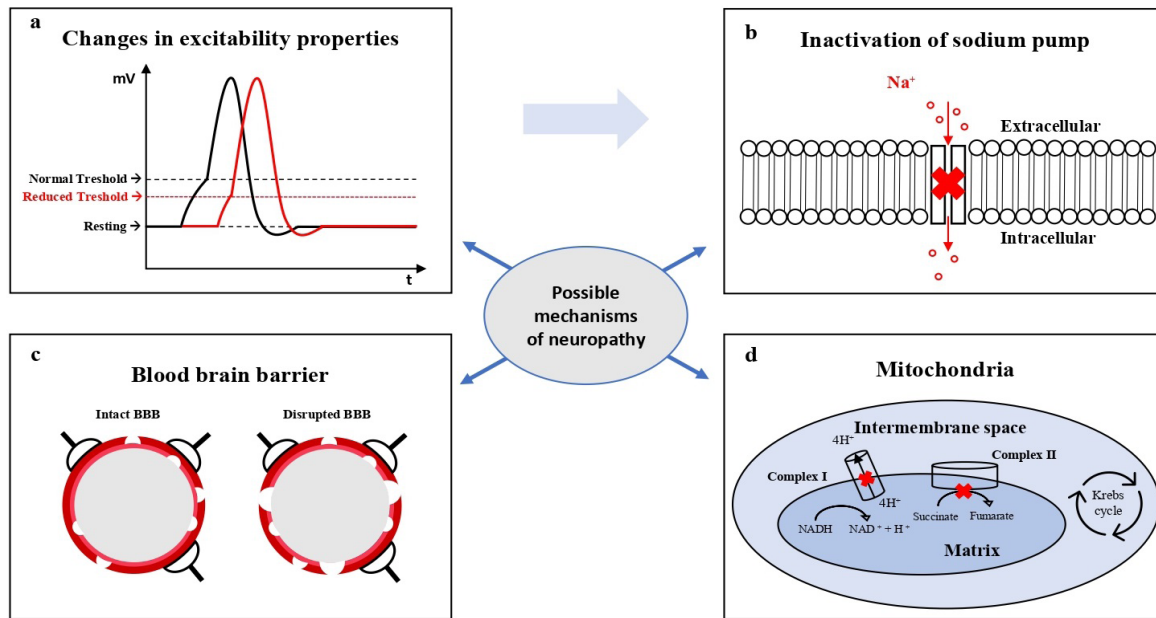 a
Changes in excitability properties
mV
Normal Treshold →
Reduced Treshold →
Resting →
t
b
Inactivation of sodium pump
Na⁺
Extracellular
Intracellular
Possible
mechanisms
of neuropathy
c
Blood brain barrier
Intact BBB
Disrupted BBB
d
Mitochondria
Intermembrane space
4H⁺
Complex I
Complex II
4H⁺
NADH
NAD⁺ + H⁺
Succinate
Fumarate
Krebs
cycle
Matrix